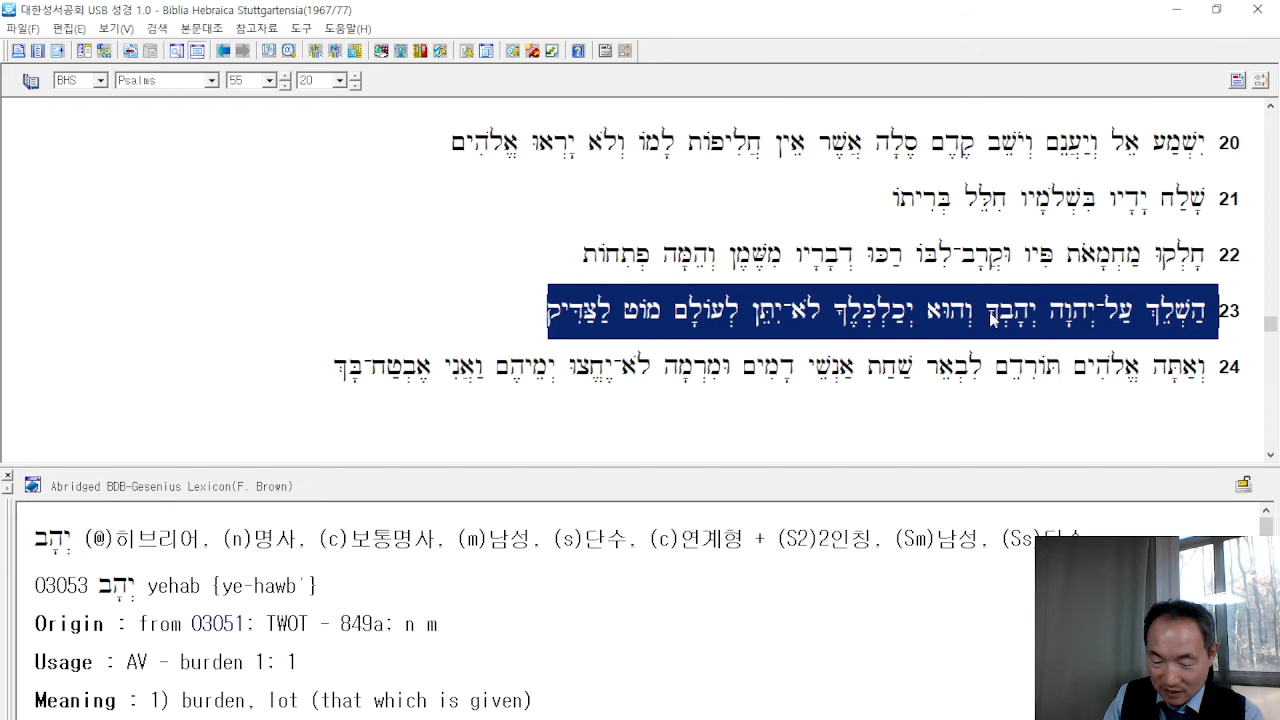 대한성서공회 USB 성경 1.0 - Biblia Hebraica Stuttgartensia(1967/77)
파일(F) 편집(E) 보기(V) 검색 본문대조 참고자료 도구 도움말(H)
BHS Psalms 55 20
20 יִשְׁמַע אֵל וְיַעֲנֵם וְיֹשֵׁב קֶדֶם סֶלָה אֲשֶׁר אֵין חֲלִיפוֹת לָמוֹ וְלֹא יָרְאוּ אֱלֹהִים
21 שָׁלַח יָדָיו בִּשְׁלֹמָיו חִלֵּל בְּרִיתוֹ
22 חָלְקוּ מַחְמָאֹת פִּיו וּקֲרָב־לִבּוֹ רַכּוּ דְבָרָיו מִשֶּׁמֶן וְהֵמָּה פְתִחוֹת
23 הַשְׁלֵךְ עַל־יְהוָה יְהָבְךָ וְהוּא יְכַלְכְּלֶךָ לֹא־יִתֵּן לְעוֹלָם מוֹט לַצַּדִּיק
24 וְאַתָּה אֱלֹהִים תּוֹרִדֵם לִבְאֵר שַׁחַת אַנְשֵׁי דָמִים וּמִרְמָה לֹא־יֶחֱצוּ יְמֵיהֶם וַאֲנִי אֶבְטַח־בָּךְ
Abridged BDB-Gesenius Lexicon(F. Brown)
יְהָב (@)히브리어, (n)명사, (c)보통명사, (m)남성, (s)단수, (c)연계형 + (S2)2인칭, (Sm)남성, (Ss)단수
03053 יְהָב yehab {ye-hawb'}
Origin : from 03051; TWOT - 849a; n m
Usage : AV - burden 1; 1
Meaning : 1) burden, lot (that which is given)